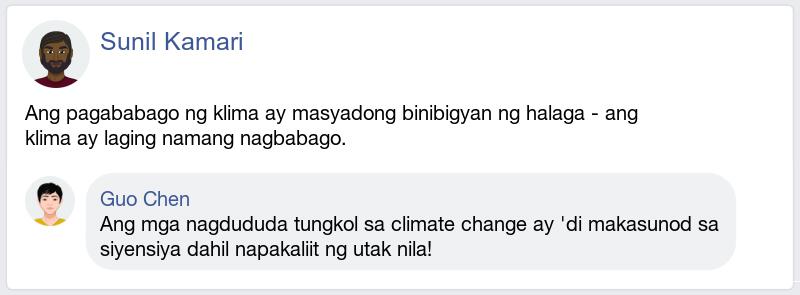 Sunil Kamari
Ang pagababago ng klima ay masyadong binibigyan ng halaga - ang
klima ay laging namang nagbabago.
Guo Chen
Ang mga nagdududa tungkol sa climate change ay 'di makasunod sa
siyensiya dahil napakaliit ng utak nila!